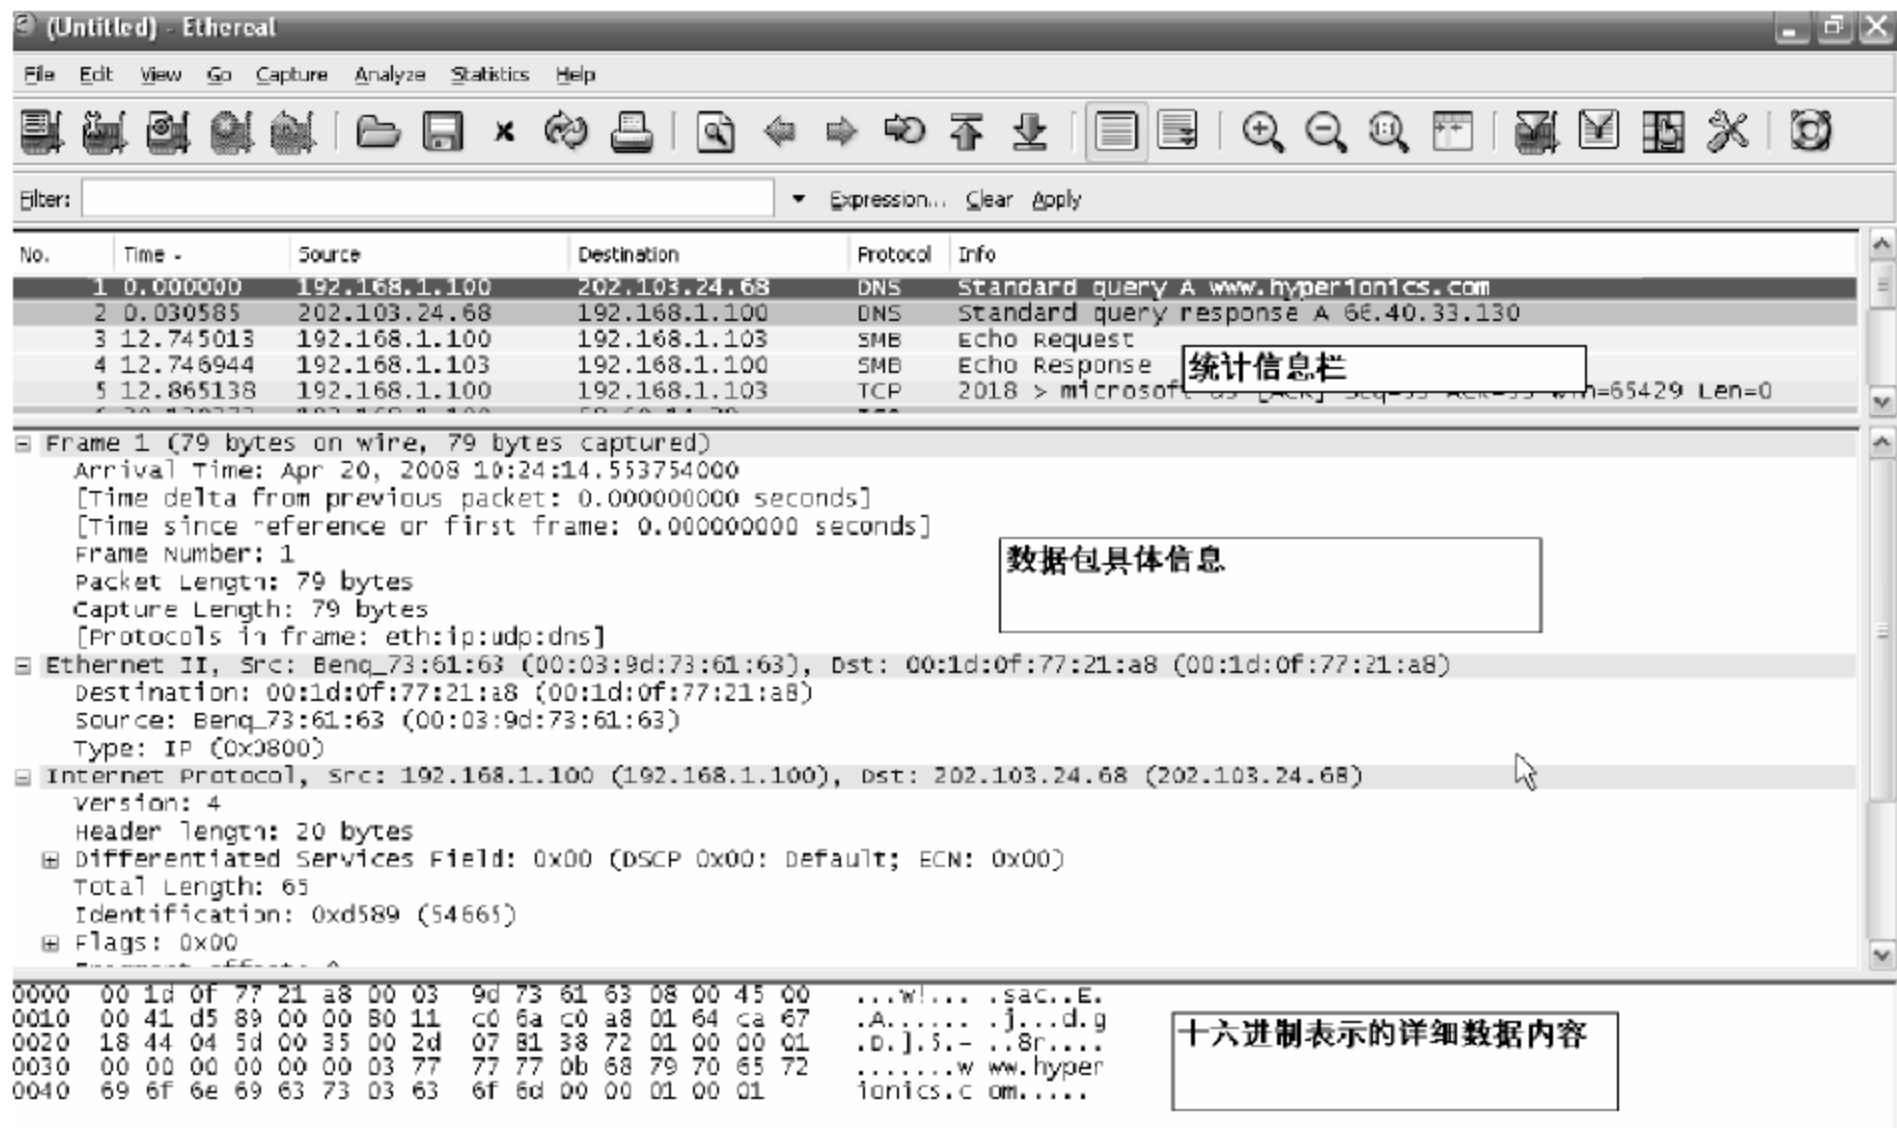 (Untitled) - Ethereal
File Edit View Go Capture Analyze Statistics Help
Filter: Expression... Clear Apply
No. Time - Source Destination Protocol Info
1 0.000000 192.168.1.100 202.103.24.68 DNS Standard query A www.hyperionics.com
2 0.030585 202.103.24.68 192.168.1.100 DNS Standard query response A 66.40.33.130
3 12.745013 192.168.1.100 192.168.1.103 SMB Echo Request
4 12.746944 192.168.1.103 192.168.1.100 SMB Echo Response
统计信息栏
5 12.865138 192.168.1.100 192.168.1.103 TCP 2018 > microsoft Win=65429 Len=0
Frame 1 (79 bytes on wire, 79 bytes captured)
Arrival Time: Apr 20, 2008 10:24:14.553754000
[Time delta from previous packet: 0.000000000 seconds]
[Time since reference or first frame: 0.000000000 seconds]
Frame Number: 1
数据包具体信息
Packet Length: 79 bytes
Capture Length: 79 bytes
[Protocols in frame: eth:ip:udp:dns]
Ethernet II, Src: Benq_73:61:63 (00:03:9d:73:61:63), Dst: 00:1d:0f:77:21:a8 (00:1d:0f:77:21:a8)
Destination: 00:1d:0f:77:21:a8 (00:1d:0f:77:21:a8)
Source: Benq_73:61:63 (00:03:9d:73:61:63)
Type: IP (0x0800)
Internet Protocol, Src: 192.168.1.100 (192.168.1.100), Dst: 202.103.24.68 (202.103.24.68)
Version: 4
Header length: 20 bytes
Differentiated Services Field: 0x00 (DSCP 0x00: Default; ECN: 0x00)
Total Length: 65
Identification: 0xd589 (54665)
Flags: 0x00
0000 00 1d 0f 77 21 a8 00 03 9d 73 61 63 08 00 45 00 ...w!... .sac..E.
0010 00 41 d5 89 00 00 80 11 c0 6a c0 a8 01 64 ca 67 .A...... .j...d.g
十六进制表示的详细数据内容
0020 18 44 04 5d 00 35 00 2d 07 81 38 72 01 00 00 01 .D.].5.- ..8r....
0030 00 00 00 00 00 00 03 77 77 77 0b 68 79 70 65 72 .......w ww.hyper
0040 69 6f 6e 69 63 73 03 63 6f 6d 00 00 01 00 01 ionics.c om.....